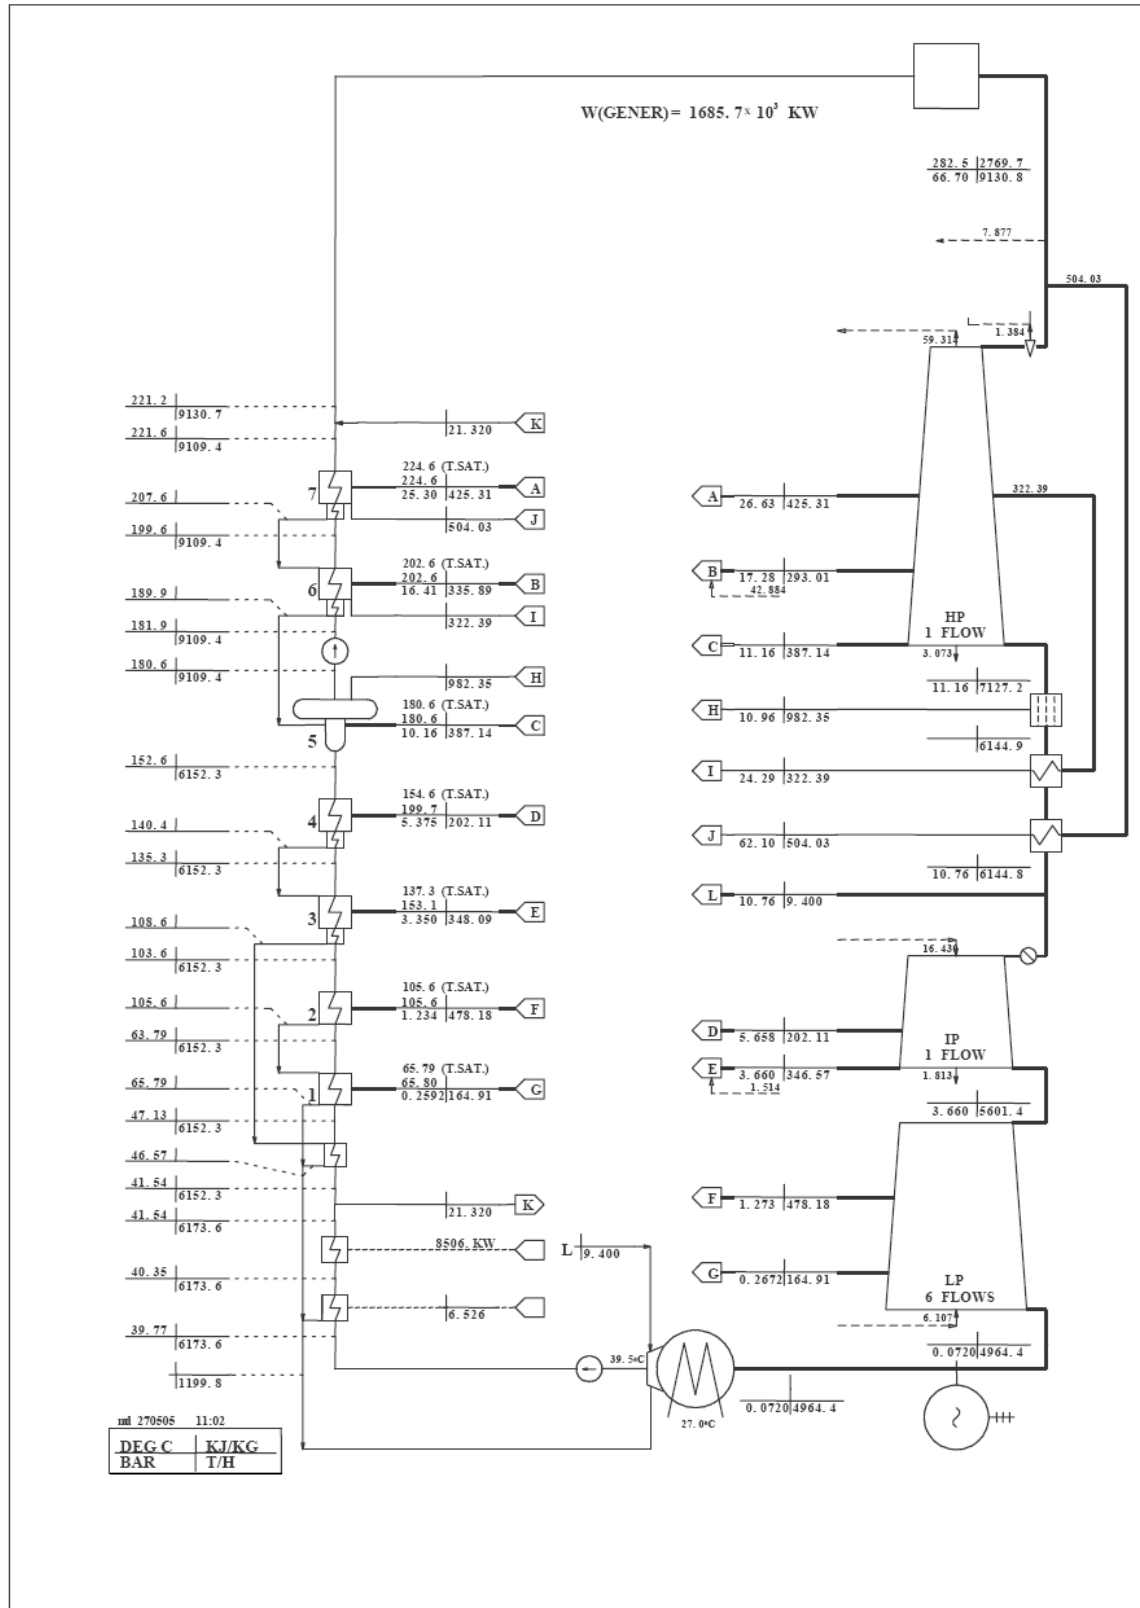 W(GENER)= 1685.7x 10³ KW
282.5 2769.7
66.70 9130.8
7.877
504.03
1.384
59.314
221.2
9130.7
21.320 K
221.6
9109.4
224.6 (T.SAT.)
224.6
25.30 425.31 A
7
504.03 J
207.6
199.6
9109.4
202.6 (T.SAT.)
202.6
16.41 335.89 B
6
322.39 I
189.9
181.9
9109.4
180.6
9109.4
982.35 H
180.6 (T.SAT.)
180.6
10.16 387.14 C
5
152.6
6152.3
154.6 (T.SAT.)
199.7
5.375 202.11 D
4
140.4
135.3
6152.3
137.3 (T.SAT.)
153.1
3.350 348.09 E
3
108.6
103.6
6152.3
105.6 (T.SAT.)
105.6
1.234 478.18 F
2
105.6
63.79
6152.3
65.79 (T.SAT.)
65.80
0.2592 164.91 G
1
65.79
47.13
6152.3
46.57
41.54
6152.3
21.320 K
41.54
6173.6
8506. KW
40.35
6173.6
6.526
39.77
6173.6
1199.8
A 26.63 425.31
322.39
B 17.28 293.01
42.884
HP
1 FLOW
3.073
C 11.16 387.14
11.16 7127.2
H 10.96 982.35
6144.9
I 24.29 322.39
J 62.10 504.03
10.76 6144.8
L 10.76 9.400
16.430
D 5.658 202.11
IP
1 FLOW
1.813
E 3.660 346.57
1.514
3.660 5601.4
F 1.273 478.18
G 0.2672 164.91
LP
6 FLOWS
6.107
0.0720 4964.4
L 9.400
39.5°C
27.0°C
0.0720 4964.4
~
md 270505 11:02
DEG C KJ/KG
BAR T/H